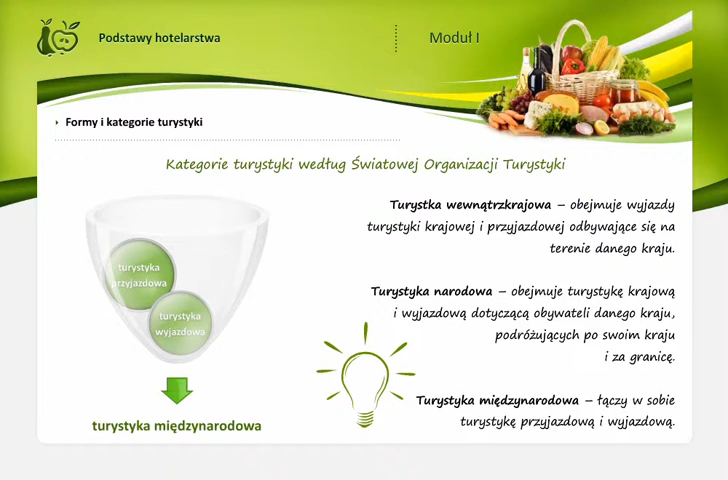 Podstawy hotelarstwa
Moduł I
Formy i kategorie turystyki
Kategorie turystyki według Światowej Organizacji Turystyki
Turystka wewnątrzkrajowa – obejmuje wyjazdy
turystyki krajowej i przyjazdowej odbywające się na
terenie danego kraju.
Turystyka narodowa – obejmuje turystykę krajową
i wyjazdową dotyczącą obywateli danego kraju,
podróżujących po swoim kraju
i za granicę.
Turystyka międzynarodowa – łączy w sobie
turystykę przyjazdową i wyjazdową.
turystyka
przyjazdowa
turystyka
wyjazdowa
turystyka międzynarodowa